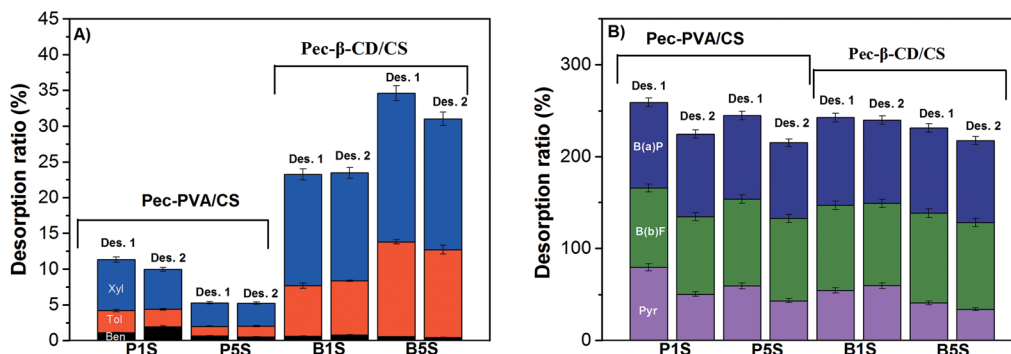 A)
Pec-β-CD/CS
Pec-PVA/CS
Desorption ratio (%)
45
40
35
30
25
20
15
10
5
0
Des. 1
Des. 2
Des. 1
Des. 2
Des. 1
Des. 2
Des. 1
Des. 2
Xyl
Tol
Ben
P1S P5S B1S B5S
B)
Pec-PVA/CS
Pec-β-CD/CS
Desorption ratio (%)
300
200
100
0
Des. 1
Des. 2
Des. 1
Des. 2
Des. 1
Des. 2
Des. 1
Des. 2
B(a)P
B(b)F
Pyr
P1S P5S B1S B5S